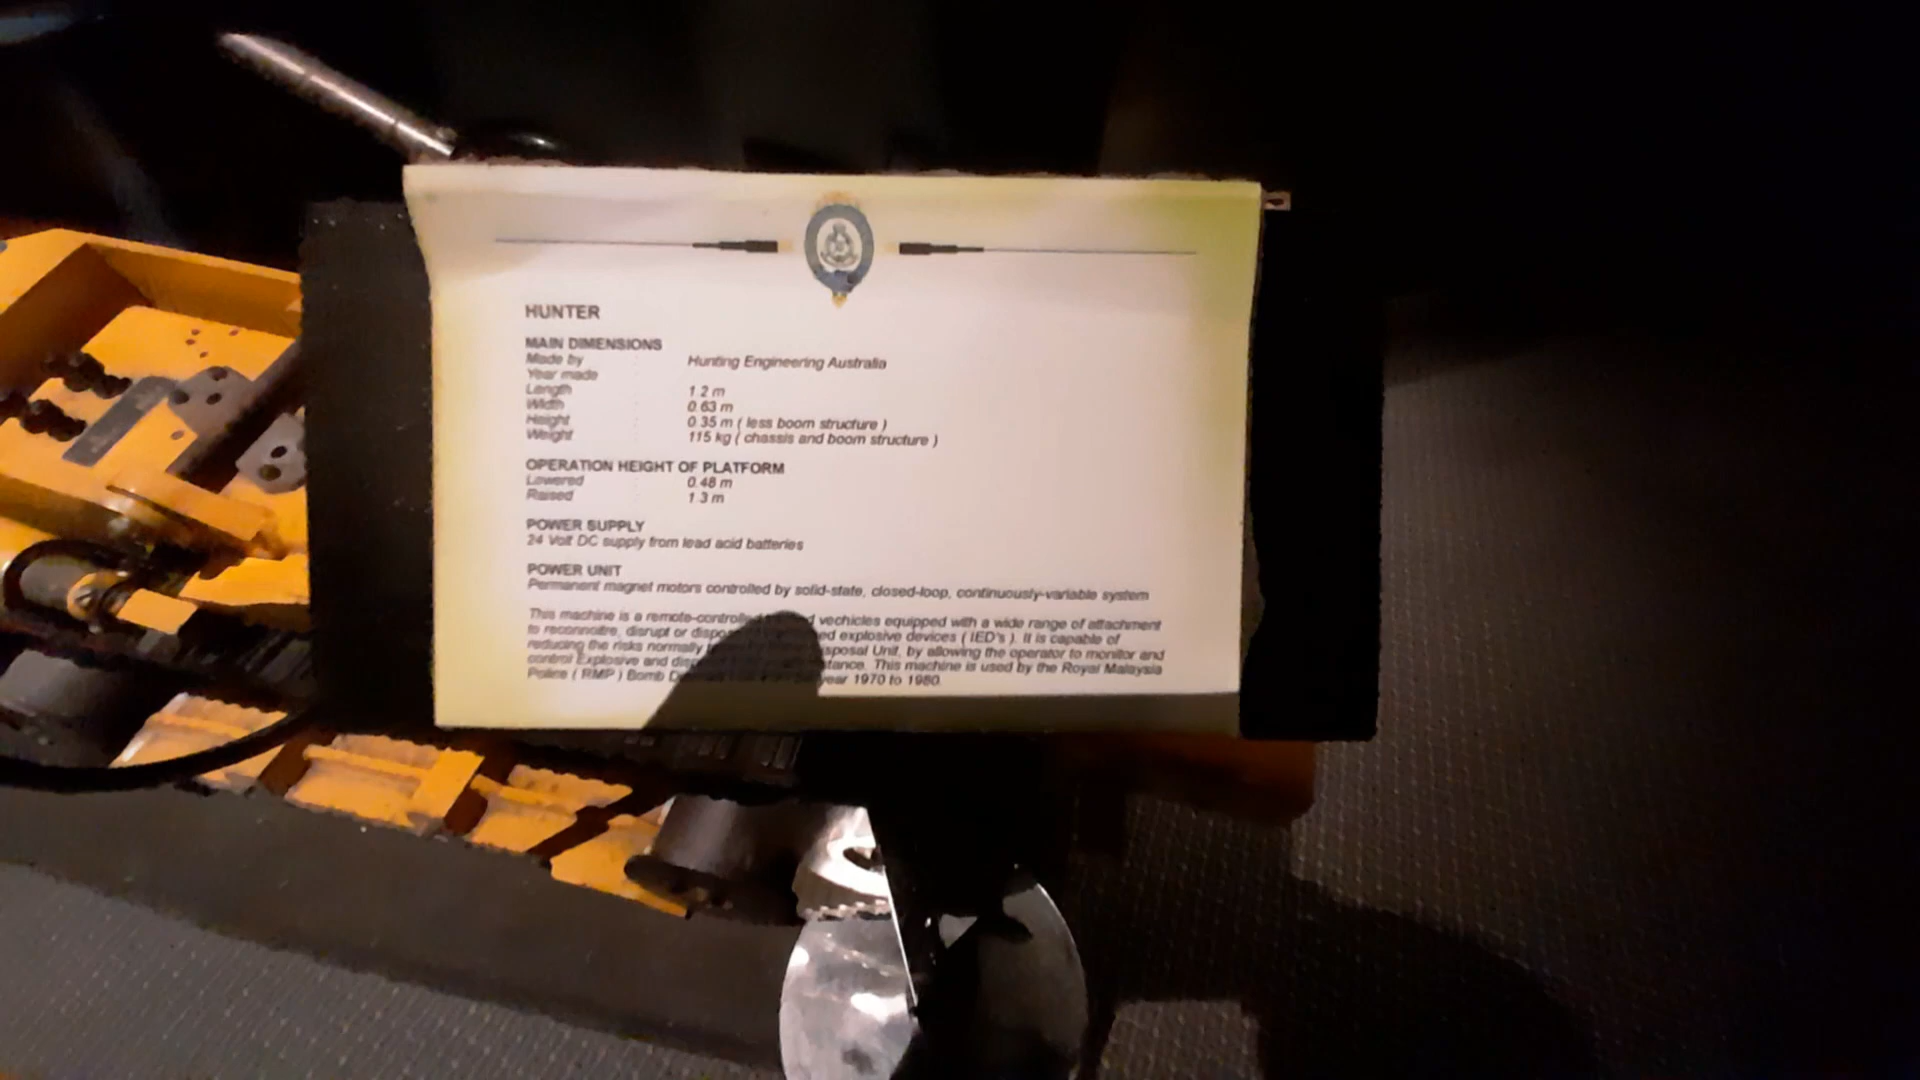 HUNTER
MAIN DIMENSIONS
Made by : Hunting Engineering Australia
Year made :
Length : 1.2 m
Width : 0.63 m
Height : 0.35 m ( less boom structure )
Weight : 115 kg ( chassis and boom structure )
OPERATION HEIGHT OF PLATFORM
Lowered : 0.48 m
Raised : 1.3 m
POWER SUPPLY
24 Volt DC supply from lead acid batteries
POWER UNIT
Permanent magnet motors controlled by solid-state, closed-loop, continuously-variable system
This machine is a remote-controlled vechicles equipped with a wide range of attachment
to reconnoitre, disrupt or explosive devices ( IED's ). It is capable of
reducing the risks normally Unit, by allowing the operator to monitor and
control Explosive and This machine is used by the Royal Malaysia
Police ( RMP ) Bomb year 1970 to 1980.